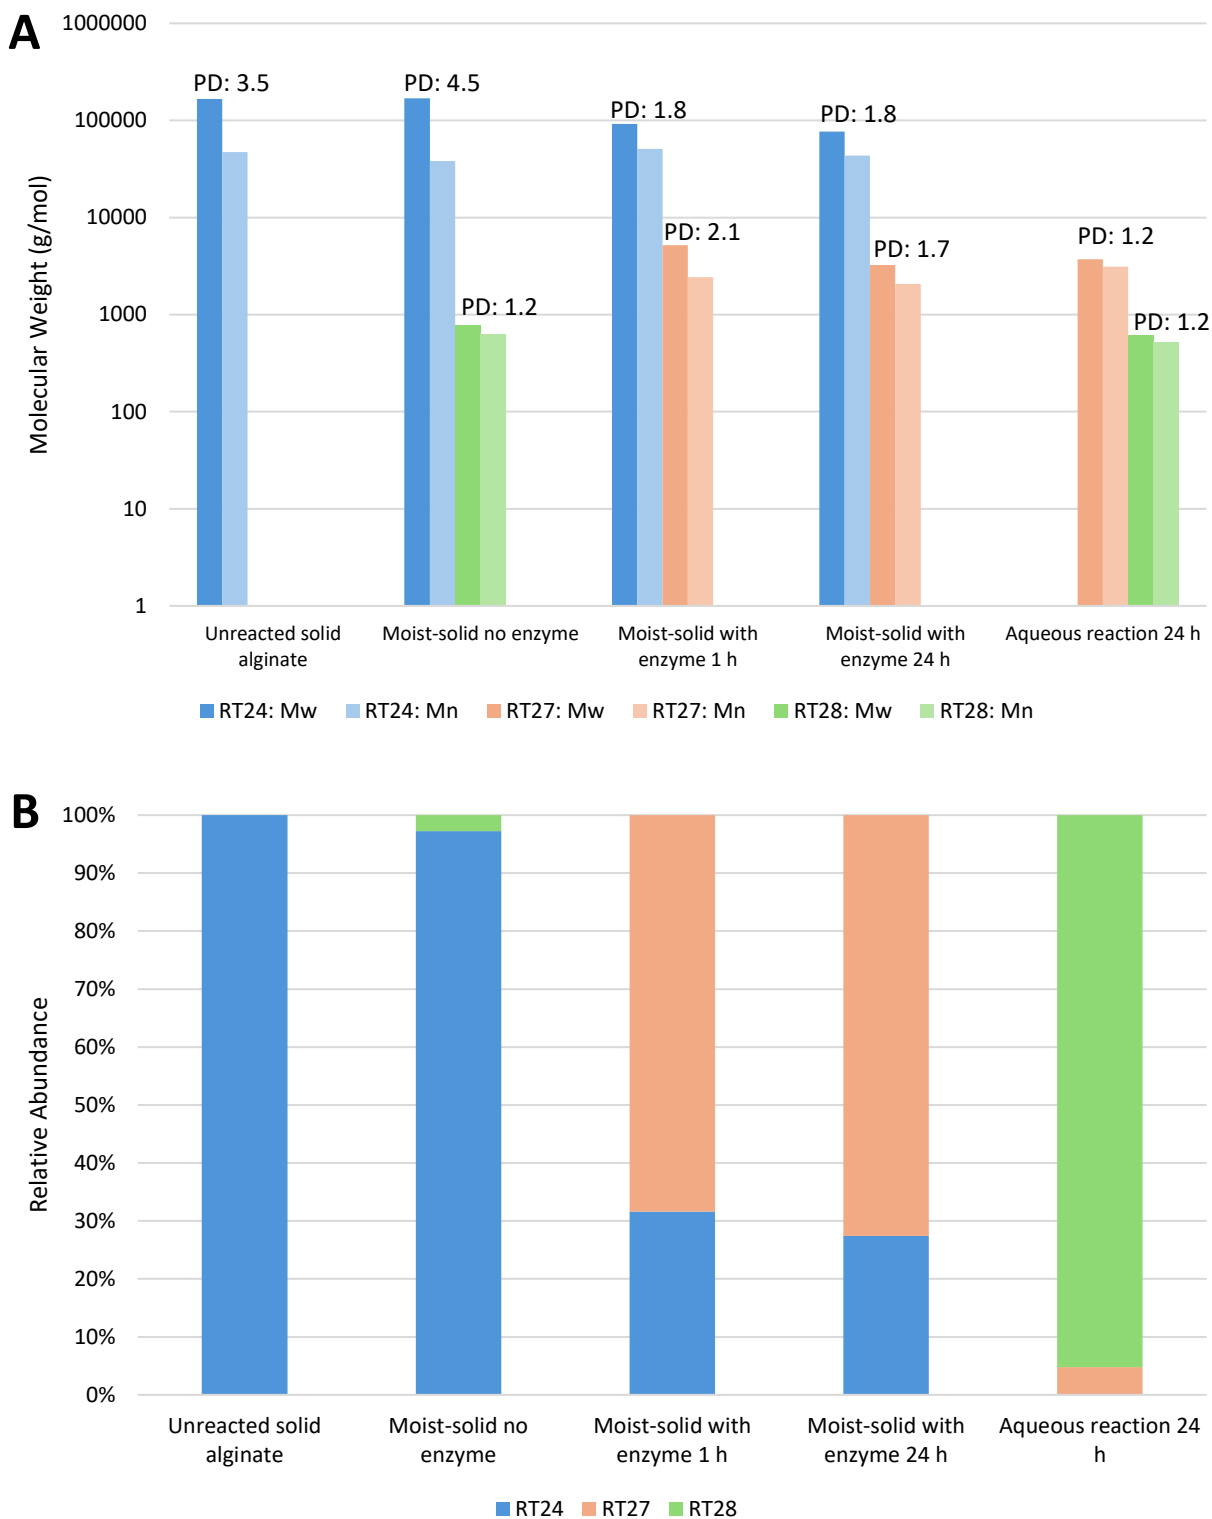 A
1000000
100000
10000
1000
100
10
1
Molecular Weight (g/mol)
PD: 3.5
PD: 4.5
PD: 1.2
PD: 1.8
PD: 2.1
PD: 1.8
PD: 1.7
PD: 1.2
PD: 1.2
Unreacted solid
alginate
Moist-solid no enzyme
Moist-solid with
enzyme 1 h
Moist-solid with
enzyme 24 h
Aqueous reaction 24 h
RT24: Mw RT24: Mn RT27: Mw RT27: Mn RT28: Mw RT28: Mn
B
100%
90%
80%
70%
60%
50%
40%
30%
20%
10%
0%
Relative Abundance
Unreacted solid
alginate
Moist-solid no
enzyme
Moist-solid with
enzyme 1 h
Moist-solid with
enzyme 24 h
Aqueous reaction 24
h
RT24 RT27 RT28